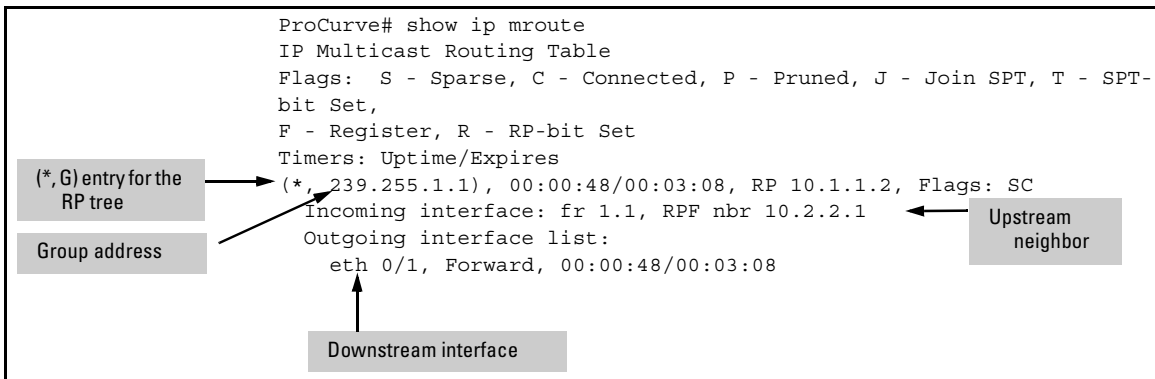 ProCurve# show ip mroute
IP Multicast Routing Table
Flags:  S - Sparse, C - Connected, P - Pruned, J - Join SPT, T - SPT-
bit Set,
F - Register, R - RP-bit Set
Timers: Uptime/Expires
(*, G) entry for the
RP tree
(*, 239.255.1.1), 00:00:48/00:03:08, RP 10.1.1.2, Flags: SC
Incoming interface: fr 1.1, RPF nbr 10.2.2.1
Upstream
neighbor
Group address
Outgoing interface list:
eth 0/1, Forward, 00:00:48/00:03:08
Downstream interface